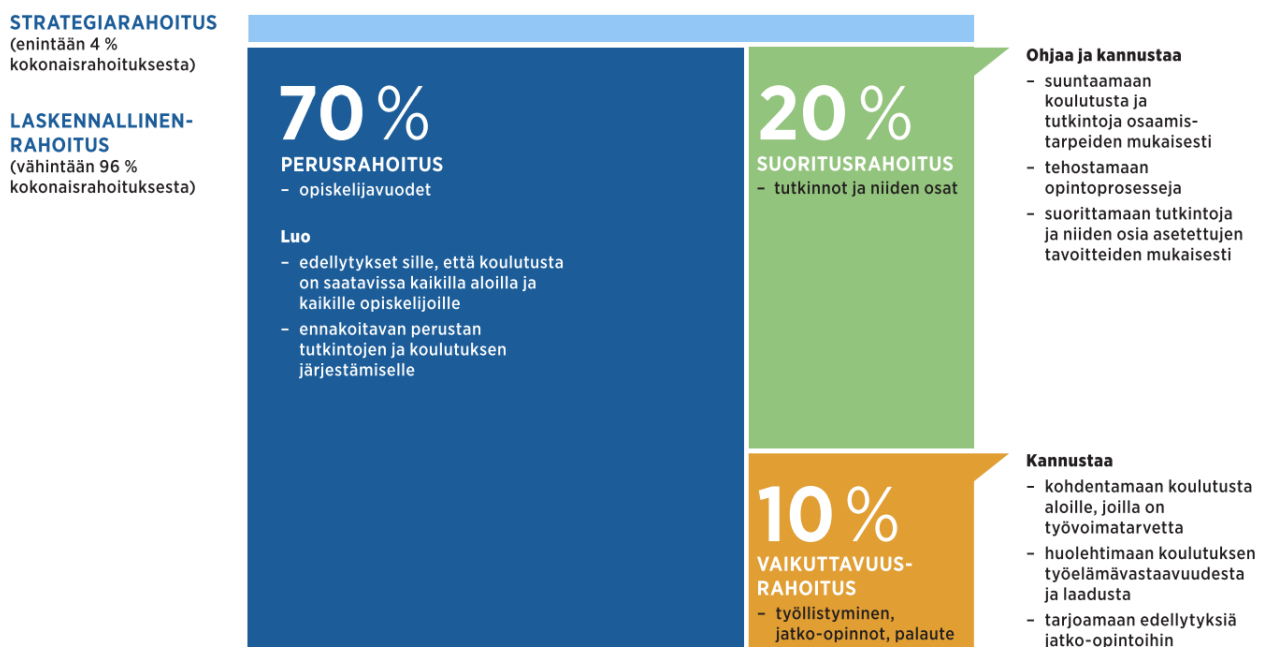 STRATEGIARAHOITUS
(enintään 4 %
kokonaisrahoituksesta)
LASKENNALLINEN-
RAHOITUS
(vähintään 96 %
kokonaisrahoituksesta)
70 %
PERUSRAHOITUS
– opiskelijavuodet
Luo
– edellytykset sille, että koulutusta
on saatavissa kaikilla aloilla ja
kaikille opiskelijoille
– ennakoitavan perustan
tutkintojen ja koulutuksen
järjestämiselle
20 %
SUORITUSRAHOITUS
– tutkinnot ja niiden osat
Ohjaa ja kannustaa
– suuntaamaan
koulutusta ja
tutkintoja osaamis-
tarpeiden mukaisesti
– tehostamaan
opintoprosesseja
– suorittamaan tutkintoja
ja niiden osia asetettujen
tavoitteiden mukaisesti
10 %
VAIKUTTAVUUS-
RAHOITUS
– työllistyminen,
jatko-opinnot, palaute
Kannustaa
– kohdentamaan koulutusta
aloille, joilla on
työvoimatarvetta
– huolehtimaan koulutuksen
työelämävastaavuudesta
ja laadusta
– tarjoamaan edellytyksiä
jatko-opintoihin